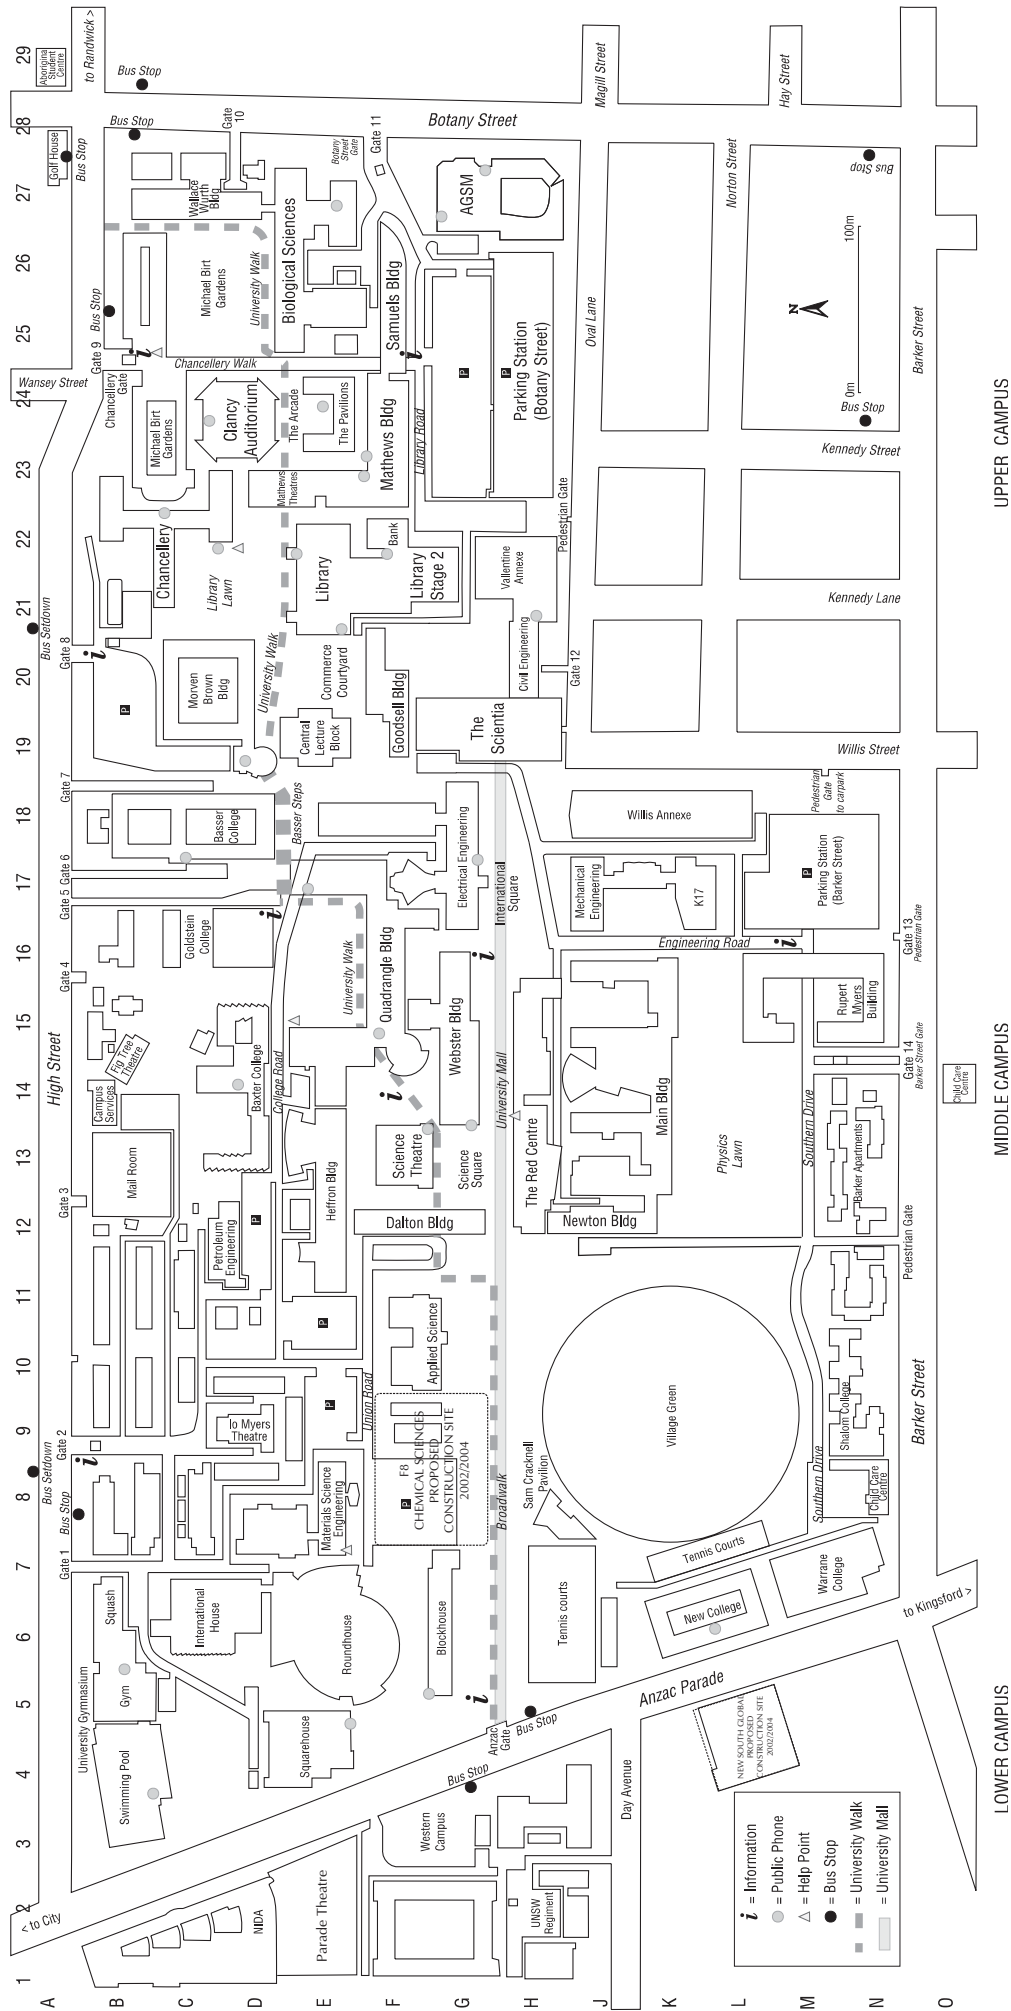 1 2 3 4 5 6 7 8 9 10 11 12 13 14 15 16 17 18 19 20 21 22 23 24 25 26 27 28 29
A
B
C
D
E
F
G
H
J
K
L
M
N
O
< to City
Bus Setdown
Bus Stop
High Street
Bus Setdown
Wansey Street
Bus Stop
Bus Stop
Golf House
Bus Stop
Bus Stop
Aborigina
Student
Centre
to Randwick >
Gate 1
Gate 2
Gate 3
Gate 4
Gate 5
Gate 6
Gate 7
Gate 8
Gate 9
Chancellery
Gate
University Gymnasium
Swimming Pool
Gym
Squash
International
House
i
Mail Room
Campus
Services
Fig Tree
Theatre
Goldstein
College
Basser
College
P
i
Morven
Brown
Bldg
Chancellery
Library
Lawn
Michael Birt
Gardens
i
Michael Birt
Gardens
Chancellery Walk
University Walk
Wallace
Wurth
Bldg
Gate
10
Botany
Street
Gate
Gate 11
Botany Street
NIDA
Parade Theatre
Squarehouse
Roundhouse
Materials Science
Engineering
Io Myers
Theatre
P
P
Union Road
Petroleum
Engineering
P
Heffron Bldg
Baxter College
College Road
i
University Walk
Basser Steps
University Walk
Central
Lecture
Block
Commerce
Courtyard
Library
Bank
Library
Stage 2
Mathews
Theatres
Clancy
Auditorium
The Arcade
The Pavilions
Mathews Bldg
Library Road
Biological Sciences
Samuels Bldg
i
AGSM
P
P
Parking Station
(Botany Street)
Western
Campus
Bus Stop
Anzac
Gate
Bus Stop
i
Blockhouse
P
F8
CHEMICAL SCIENCES
PROPOSED
CONSTRUCTION SITE
2002/2004
Applied Science
Dalton Bldg
Science
Theatre
Science
Square
i
Quadrangle Bldg
Webster Bldg
i
Electrical Engineering
International
Square
Goodsell Bldg
The
Scientia
Civil Engineering
Vallentine
Annexe
Gate 12
Pedestrian Gate
Oval Lane
Magill Street
UNSW
Regiment
Broadwalk
University Mall
Tennis courts
Sam Cracknell
Pavilion
Village Green
The Red Centre
Newton Bldg
Main Bldg
Physics
Lawn
Mechanical
Engineering
K17
Engineering Road
Willis Annexe
Willis Street
Kennedy Lane
Kennedy Street
Norton Street
Hay Street
Day Avenue
Anzac Parade
New College
Tennis Courts
Warrane
College
Southern Drive
Child Care
Centre
Shalom College
Southern Drive
Barker Apartments
Rupert
Myers
Building
i
P
Parking Station
(Barker Street)
Pedestrian
Gate
to carpark
Bus Stop
0m
100m
N
Bus Stop
NEW SOUTH GLOBAL
PROPOSED
CONSTRUCTION SITE
2002/2004
to Kingsford >
Barker Street
Pedestrian Gate
Gate 14
Barker Street Gate
Gate 13
Pedestrian Gate
Child Care
Centre
Barker Street
i = Information
= Public Phone
= Help Point
= Bus Stop
= University Walk
= University Mall
LOWER CAMPUS
MIDDLE CAMPUS
UPPER CAMPUS